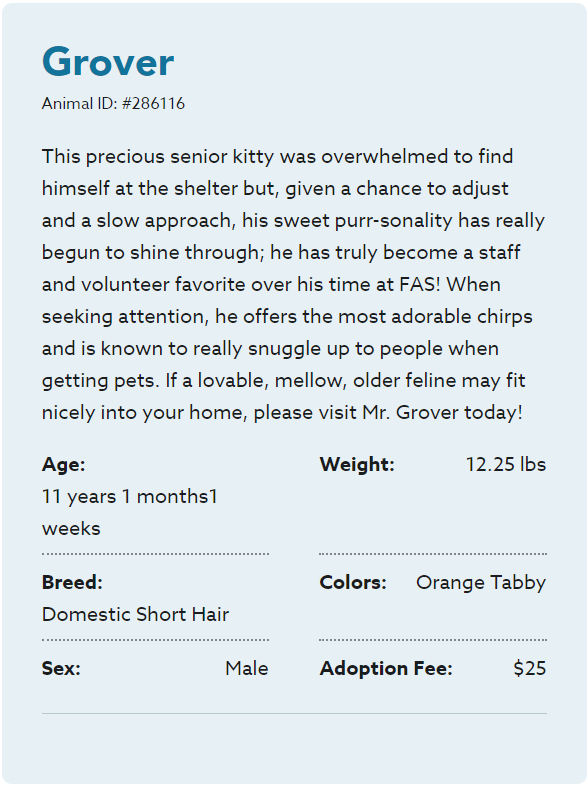 Grover
Animal ID: #286116
This precious senior kitty was overwhelmed to find
himself at the shelter but, given a chance to adjust
and a slow approach, his sweet purr-sonality has really
begun to shine through; he has truly become a staff
and volunteer favorite over his time at FAS! When
seeking attention, he offers the most adorable chirps
and is known to really snuggle up to people when
getting pets. If a lovable, mellow, older feline may fit
nicely into your home, please visit Mr. Grover today!
Age:
11 years 1 months1
weeks
Weight: 12.25 lbs
Breed:
Domestic Short Hair
Colors: Orange Tabby
Sex: Male
Adoption Fee: $25